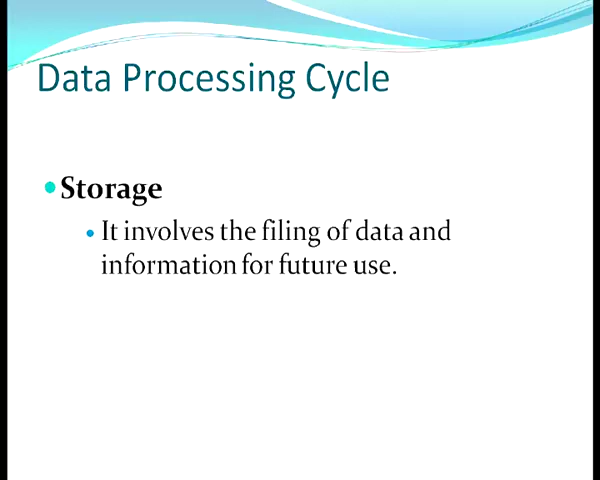 Data Processing Cycle
Storage
It involves the filing of data and
information for future use.